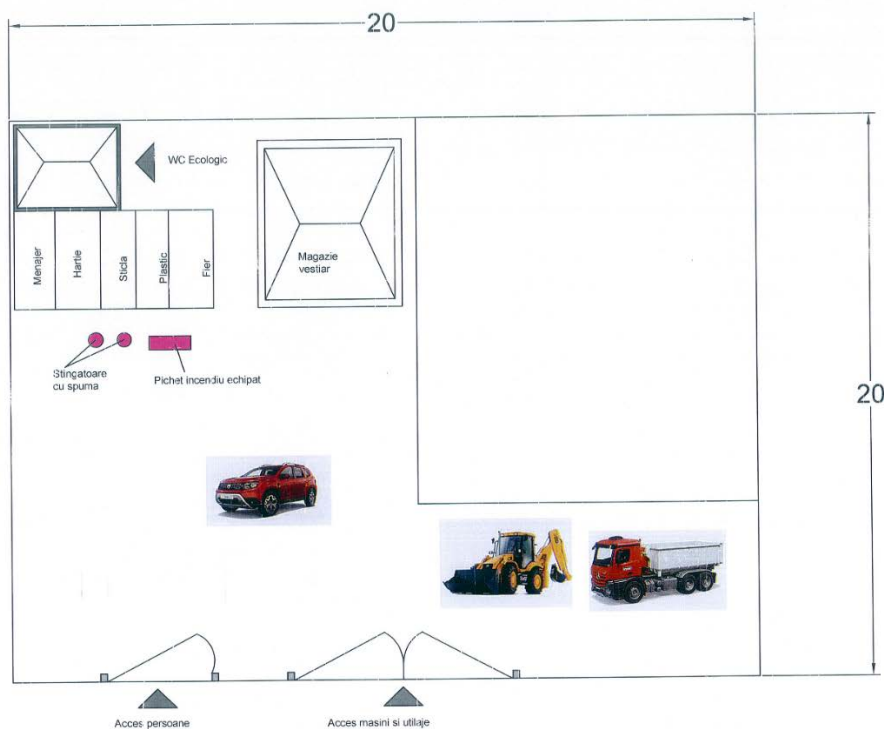 20
WC Ecologic
Menajer
Hartie
Sticla
Plastic
Fier
Magazie
vestiar
Stingatoare
cu spuma
Pichet incendiu echipat
20
Acces persoane
Acces masini si utilaje